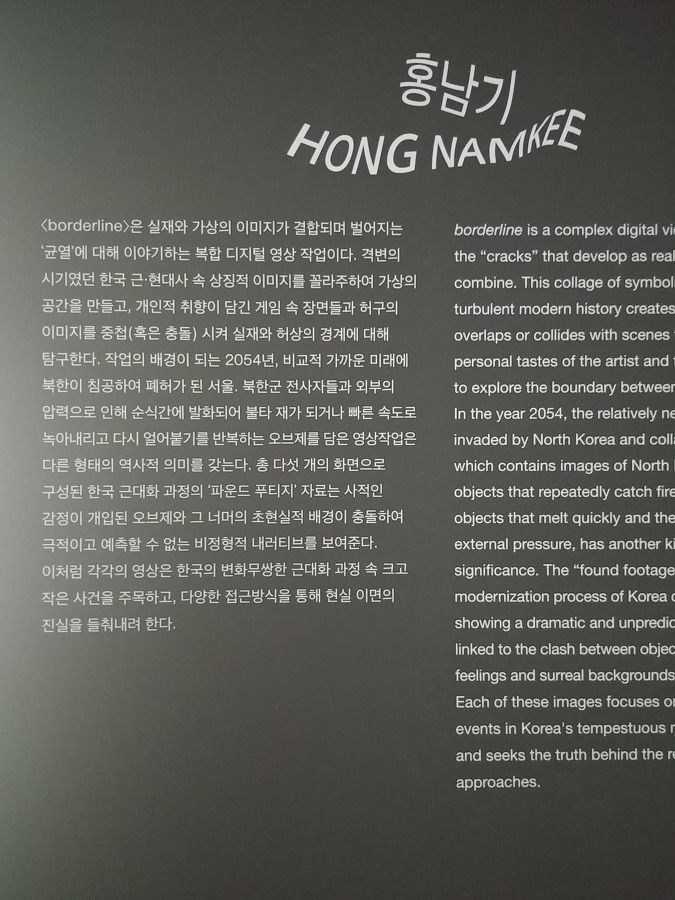 홍남기
HONG NAMKEE
〈borderline〉은 실재와 가상의 이미지가 결합되며 벌어지는
‘균열’에 대해 이야기하는 복합 디지털 영상 작업이다. 격변의
시기였던 한국 근·현대사 속 상징적 이미지를 꼴라주하여 가상의
공간을 만들고, 개인적 취향이 담긴 게임 속 장면들과 허구의
이미지를 중첩(혹은 충돌) 시켜 실재와 허상의 경계에 대해
탐구한다. 작업의 배경이 되는 2054년, 비교적 가까운 미래에
북한이 침공하여 폐허가 된 서울. 북한군 전사자들과 외부의
압력으로 인해 순식간에 발화되어 불타 재가 되거나 빠른 속도로
녹아내리고 다시 얼어붙기를 반복하는 오브제를 담은 영상작업은
다른 형태의 역사적 의미를 갖는다. 총 다섯 개의 화면으로
구성된 한국 근대화 과정의 ‘파운드 푸티지’ 자료는 사적인
감정이 개입된 오브제와 그 너머의 초현실적 배경이 충돌하여
극적이고 예측할 수 없는 비정형적 내러티브를 보여준다.
이처럼 각각의 영상은 한국의 변화무쌍한 근대화 과정 속 크고
작은 사건을 주목하고, 다양한 접근방식을 통해 현실 이면의
진실을 들춰내려 한다.
borderline is a complex digital
the “cracks” that develop as
combine. This collage of
turbulent modern history creates
overlaps or collides with scenes
personal tastes of the artist and
to explore the boundary between
In the year 2054, the relatively
invaded by North Korea and
which contains images of North
objects that repeatedly catch
objects that melt quickly and
external pressure, has another
significance. The “found footage
modernization process of Korea
showing a dramatic and
linked to the clash between
feelings and surreal backgrounds
Each of these images focuses
events in Korea's tempestuous
and seeks the truth behind the
approaches.